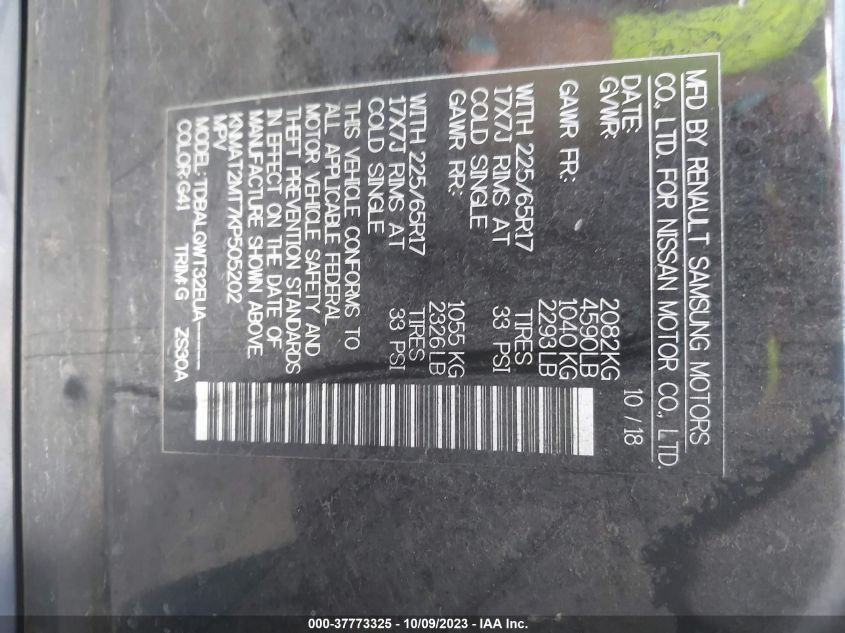 MFD BY RENAULT SAMSUNG MOTORS
CO., LTD. FOR NISSAN MOTOR CO., LTD.
DATE: 10 / 18
GVWR: 2082KG
4590LB
GAWR FR: 1040 KG
2293 LB
WITH 225/65R17 TIRES
17X7J RIMS AT 33 PSI
COLD SINGLE
GAWR RR: 1055 KG
2326 LB
WITH 225/65R17 TIRES
17X7J RIMS AT 33 PSI
COLD SINGLE
THIS VEHICLE CONFORMS TO
ALL APPLICABLE FEDERAL
MOTOR VEHICLE SAFETY AND
THEFT PREVENTION STANDARDS
IN EFFECT ON THE DATE OF
MANUFACTURE SHOWN ABOVE.
KNMAT2MT7KP505202
MPV
MODEL: TDBALGWT32EUA-----
COLOR: G41 TRIM: G ZS30A
000-37773325 - 10/09/2023 - IAA Inc.